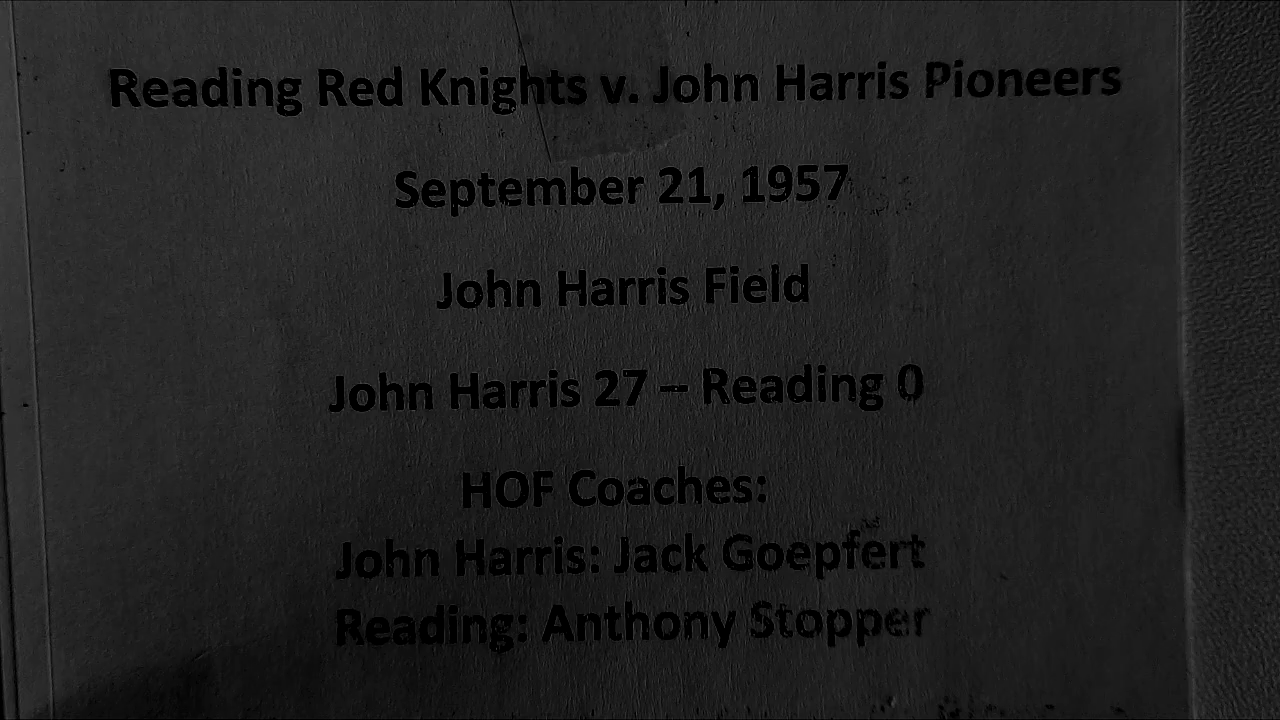 Reading Red Knights v. John Harris Pioneers
September 21, 1957
John Harris Field
John Harris 27 -- Reading 0
HOF Coaches:
John Harris: Jack Goepfert
Reading: Anthony Stopper